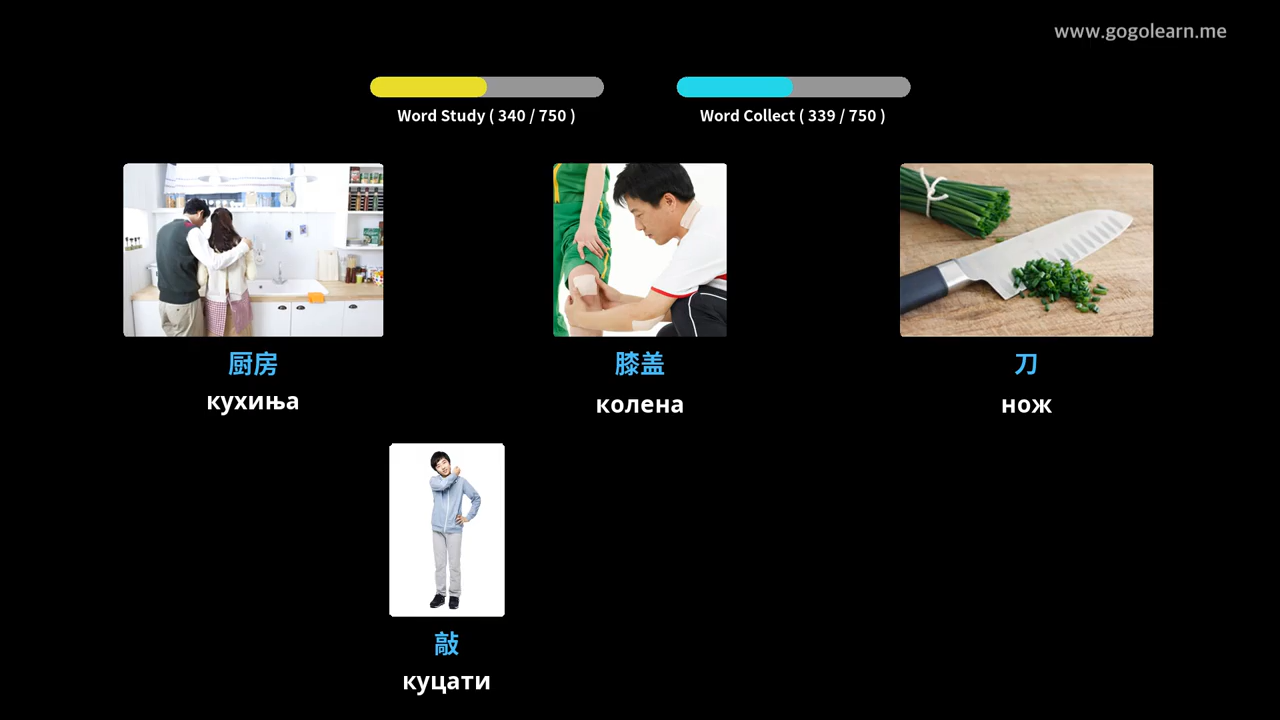 www.gogolearn.me
Word Study ( 340 / 750 )
Word Collect ( 339 / 750 )
厨房
кухиња
膝盖
колена
刀
нож
敲
куцати